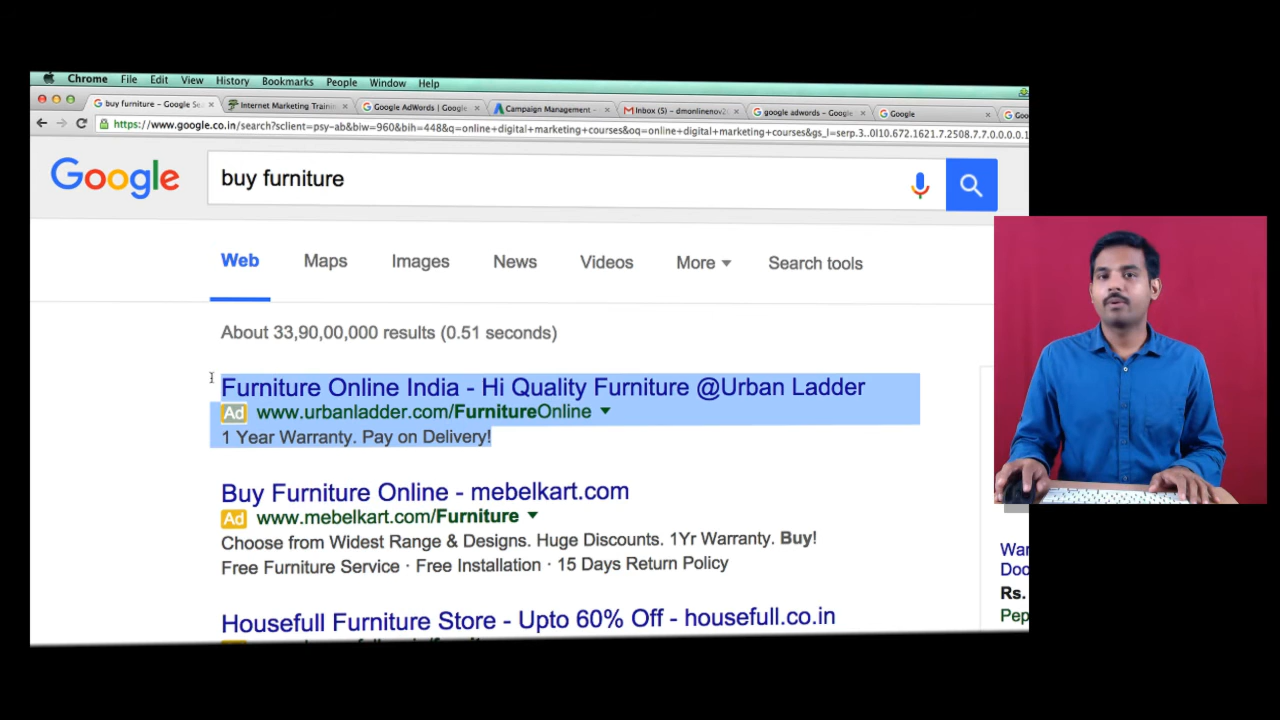 Chrome File Edit View History Bookmarks People Window Help
buy furniture - Google Se
Internet Marketing Trainin
Google AdWords | Google
Campaign Management -
Inbox (5) – dmonlinenov2
google adwords - Google
Google
Goo
https://www.google.co.in/search?sclient=psy-ab&biw=960&bih=448&q=online+digital+marketing+courses&oq=online+digital+marketing+courses&gs_l=serp.3..0l10.672.1621.7.2508.7.7.0.0.0.0.1
Google
buy furniture
Web Maps Images News Videos More Search tools
About 33,90,00,000 results (0.51 seconds)
Furniture Online India - Hi Quality Furniture @Urban Ladder
Ad www.urbanladder.com/FurnitureOnline
1 Year Warranty. Pay on Delivery!
Buy Furniture Online - mebelkart.com
Ad www.mebelkart.com/Furniture
Choose from Widest Range & Designs. Huge Discounts. 1Yr Warranty. Buy!
Free Furniture Service · Free Installation · 15 Days Return Policy
Housefull Furniture Store - Upto 60% Off - housefull.co.in
War
Doo
Rs.
Pep